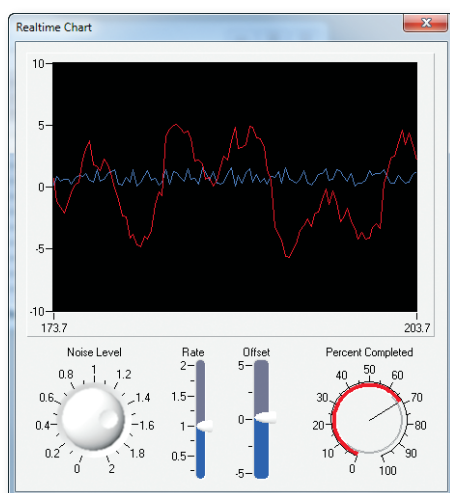 Realtime Chart
10
5
0
-5
-10
173.7 203.7
Noise Level
0 0.2 0.4 0.6 0.8 1 1.2 1.4 1.6 1.8 2
Rate
2
1.5
1
0.5
Offset
5
0
-5
Percent Completed
0 10 20 30 40 50 60 70 80 90 100